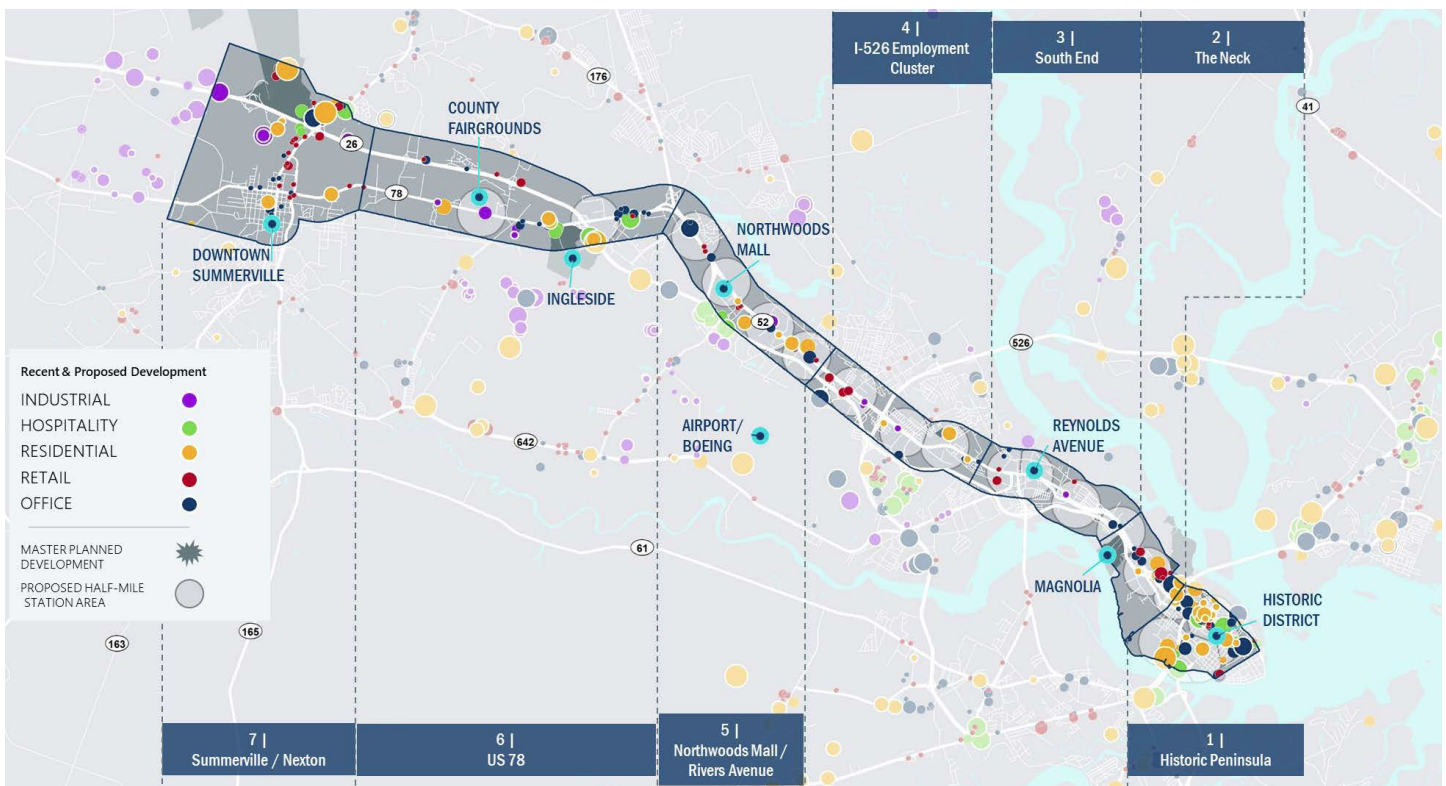 4 |
I-526 Employment
Cluster
3 |
South End
2 |
The Neck
176
41
COUNTY
FAIRGROUNDS
26
78
DOWNTOWN
SUMMERVILLE
INGLESIDE
NORTHWOODS
MALL
52
526
Recent & Proposed Development
INDUSTRIAL
HOSPITALITY
RESIDENTIAL
RETAIL
OFFICE
MASTER PLANNED
DEVELOPMENT
PROPOSED HALF-MILE
STATION AREA
642
AIRPORT/
BOEING
REYNOLDS
AVENUE
61
MAGNOLIA
HISTORIC
DISTRICT
163
165
7 |
Summerville / Nexton
6 |
US 78
5 |
Northwoods Mall /
Rivers Avenue
1 |
Historic Peninsula